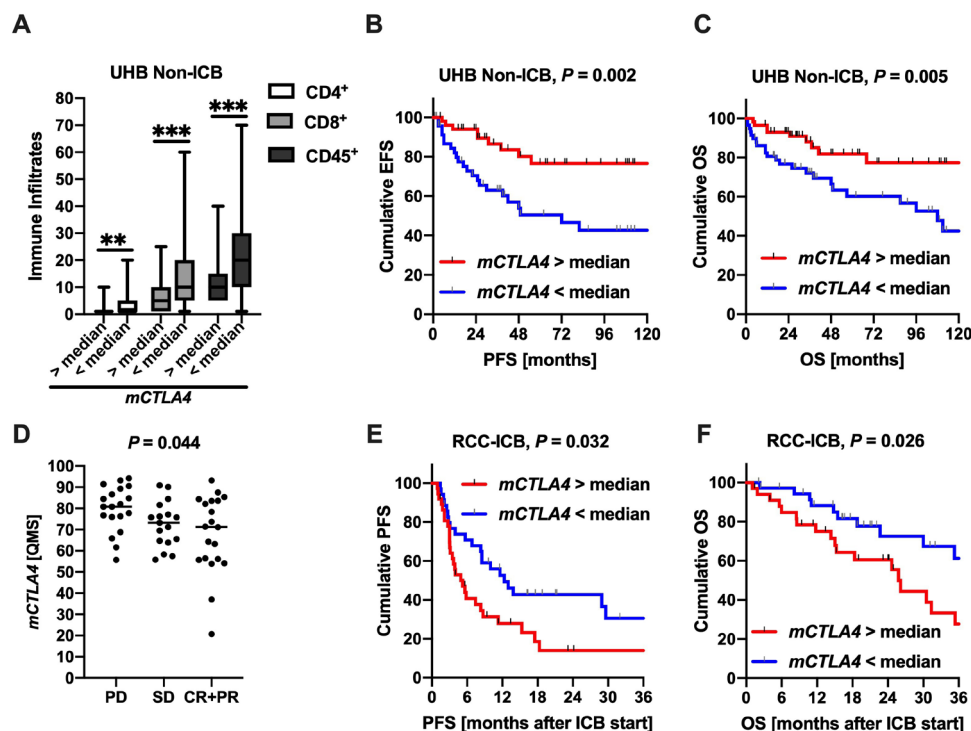 A
UHB Non-ICB
CD4+
CD8+
CD45+
Immune Infiltrates
80
70
60
50
40
30
20
10
0
**
***
***
> median
< median
> median
< median
> median
< median
mCTLA4
B
UHB Non-ICB, P = 0.002
Cumulative EFS
100
80
60
40
20
0
mCTLA4 > median
mCTLA4 < median
0 24 48 72 96 120
PFS [months]
C
UHB Non-ICB, P = 0.005
Cumulative OS
100
80
60
40
20
0
mCTLA4 > median
mCTLA4 < median
0 24 48 72 96 120
OS [months]
D
P = 0.044
mCTLA4 [QMS]
100
90
80
70
60
50
40
30
20
10
0
PD SD CR+PR
E
RCC-ICB, P = 0.032
Cumulative PFS
100
80
60
40
20
0
mCTLA4 > median
mCTLA4 < median
0 6 12 18 24 30 36
PFS [months after ICB start]
F
RCC-ICB, P = 0.026
Cumulative OS
100
80
60
40
20
0
mCTLA4 > median
mCTLA4 < median
0 6 12 18 24 30 36
OS [months after ICB start]